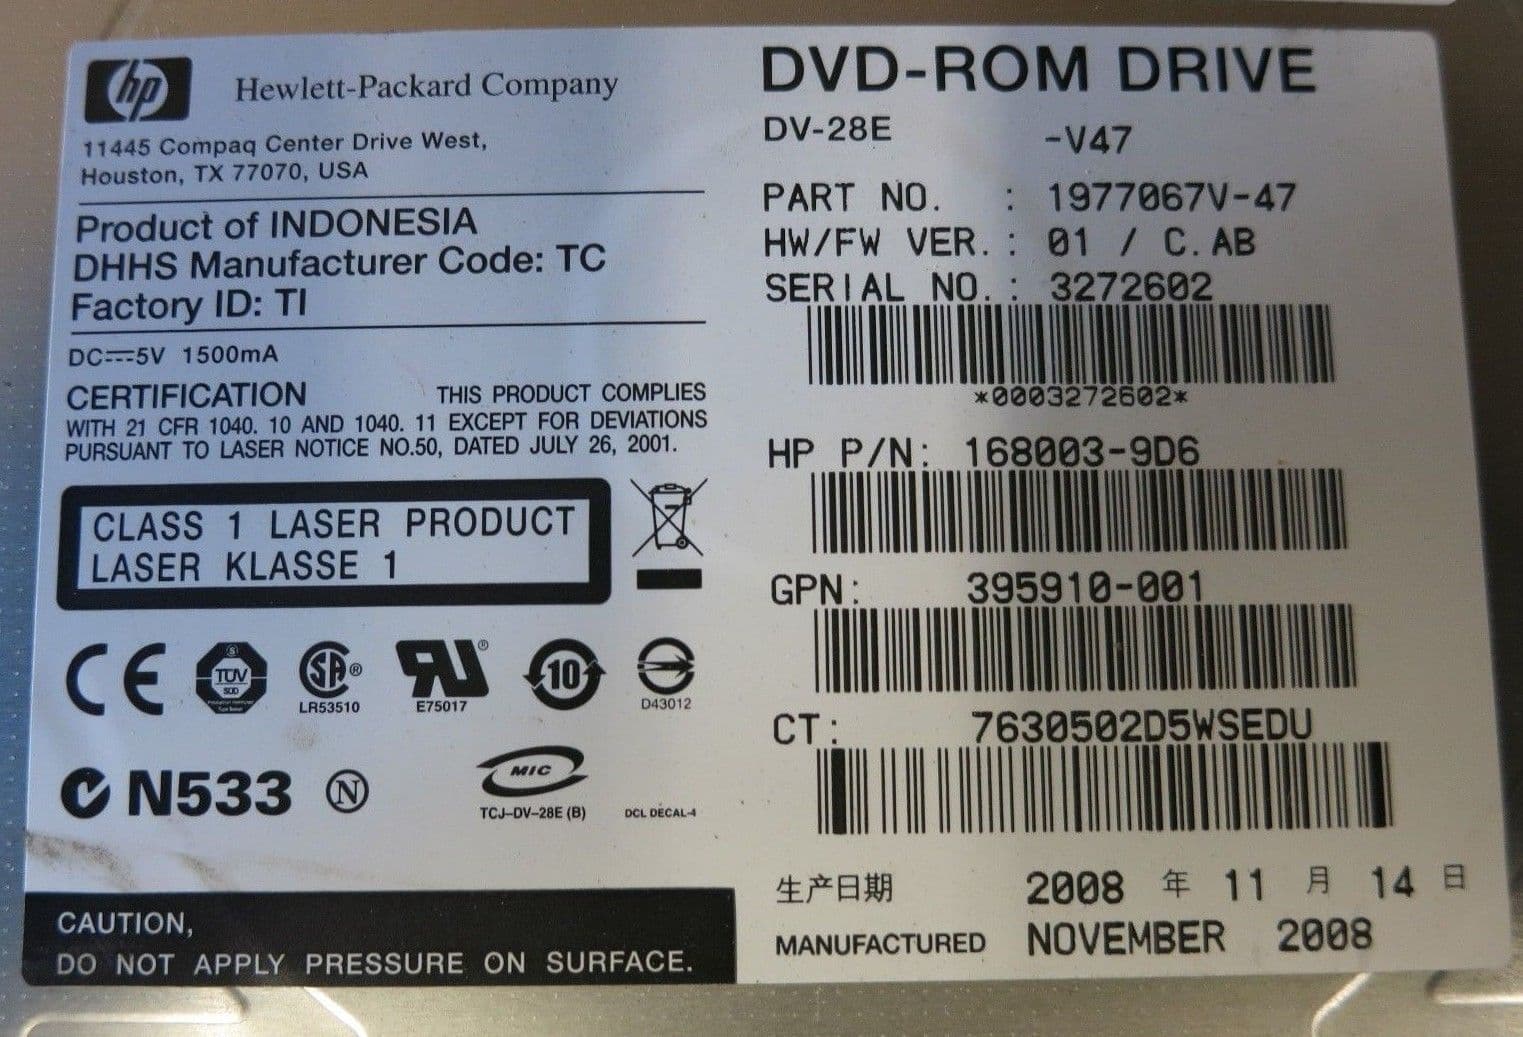 hp Hewlett-Packard Company
11445 Compaq Center Drive West,
Houston, TX 77070, USA
Product of INDONESIA
DHHS Manufacturer Code: TC
Factory ID: TI
DC⎓5V 1500mA
CERTIFICATION THIS PRODUCT COMPLIES
WITH 21 CFR 1040. 10 AND 1040. 11 EXCEPT FOR DEVIATIONS
PURSUANT TO LASER NOTICE NO.50, DATED JULY 26, 2001.
CLASS 1 LASER PRODUCT
LASER KLASSE 1
CE TÜV SÜD SA® RU® 10
LR53510 E75017 D43012
N533 N MIC
TCJ-DV-28E (B) DCL DECAL-4
CAUTION,
DO NOT APPLY PRESSURE ON SURFACE.
DVD-ROM DRIVE
DV-28E -V47
PART NO. : 1977067V-47
HW/FW VER. : 01 / C.AB
SERIAL NO. : 3272602
*0003272602*
HP P/N: 168003-9D6
GPN: 395910-001
CT: 7630502D5WSEDU
生产日期 2008 年 11 月 14 日
MANUFACTURED NOVEMBER 2008